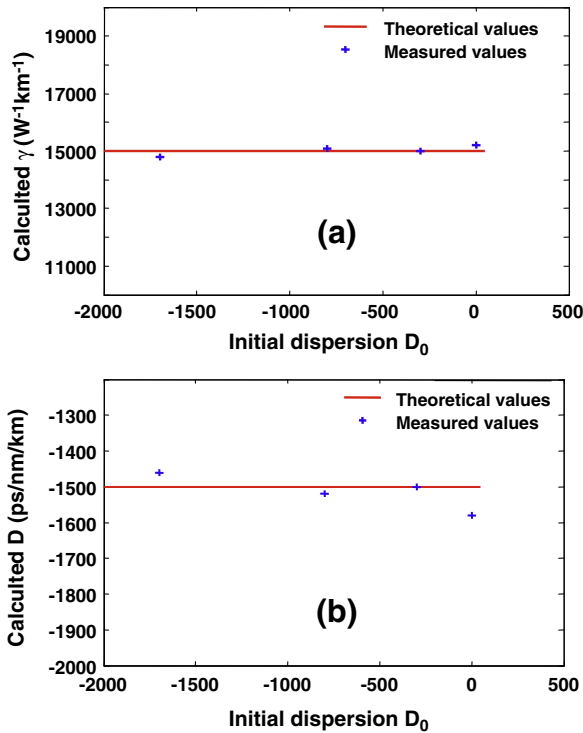 19000
17000
15000
13000
11000
Calculted γ (W⁻¹km⁻¹)
Theoretical values
Measured values
(a)
-2000 -1500 -1000 -500 0 500
Initial dispersion D₀
-1300
-1400
-1500
-1600
-1700
-1800
-1900
-2000
Calculted D (ps/nm/km)
Theoretical values
Measured values
(b)
-2000 -1500 -1000 -500 0 500
Initial dispersion D₀